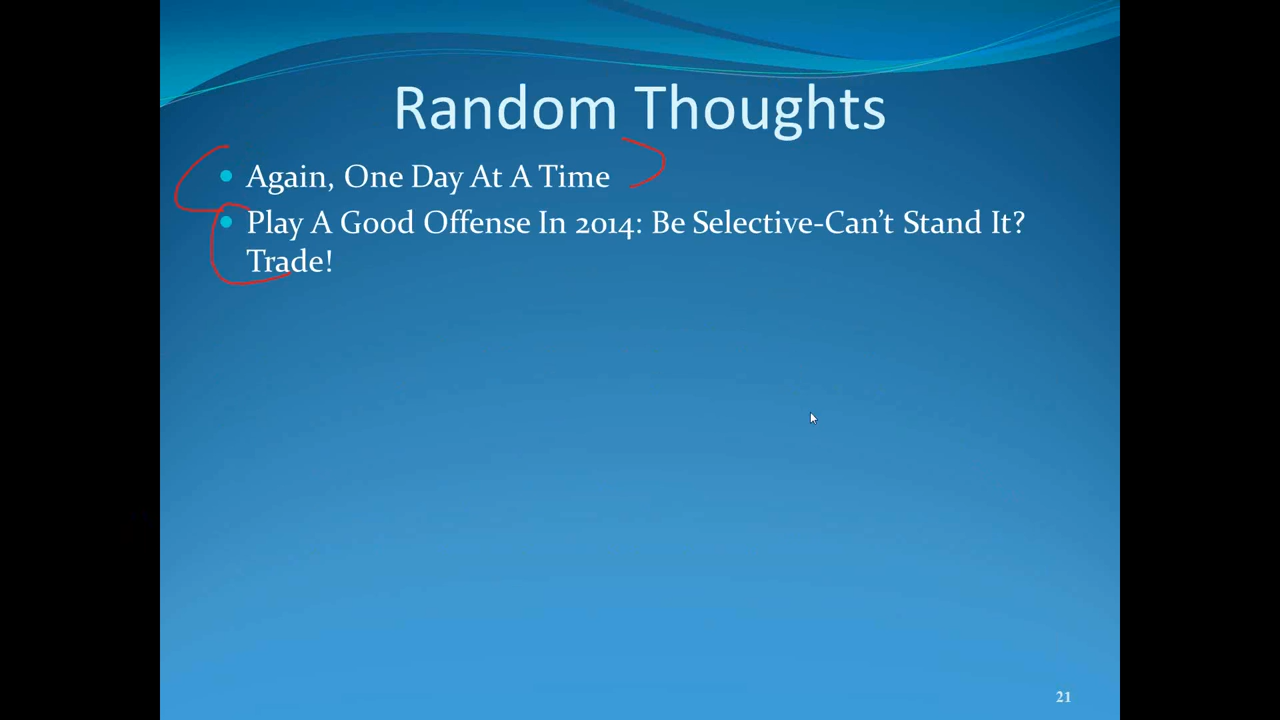 Random Thoughts
Again, One Day At A Time
Play A Good Offense In 2014: Be Selective-Can’t Stand It?
Trade!
21